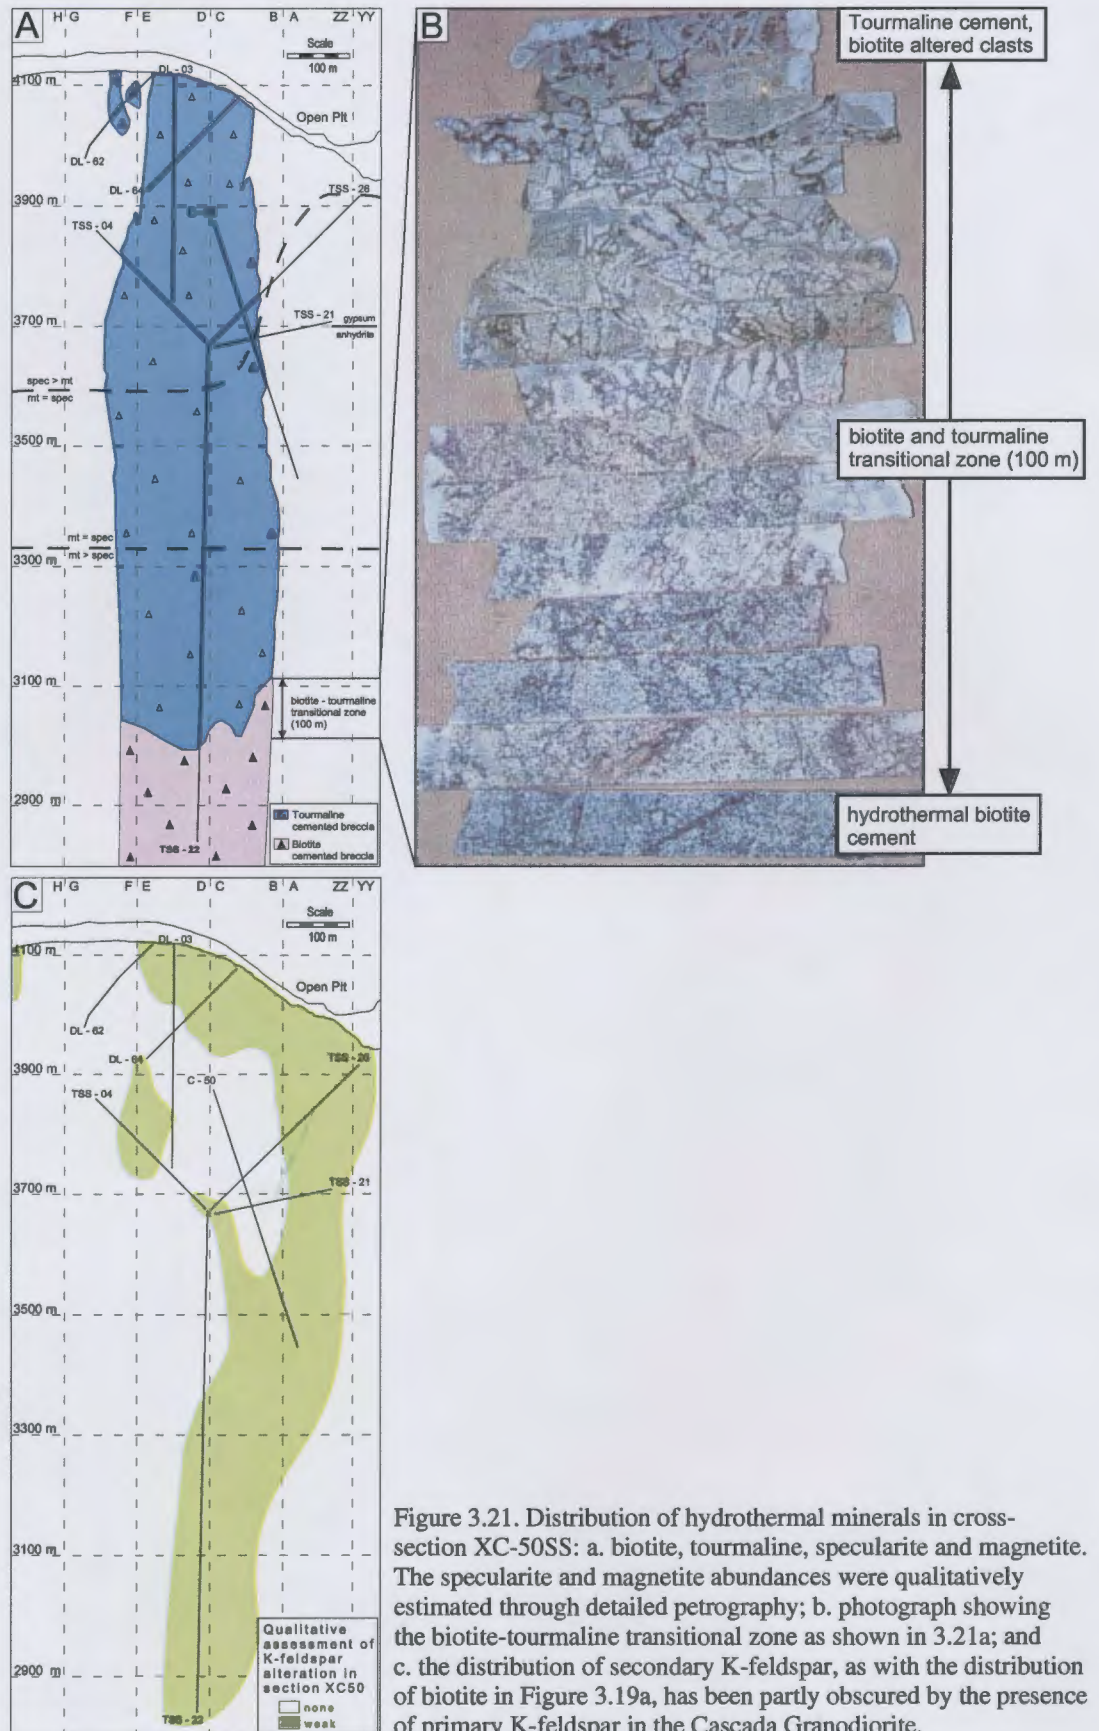 A
H G F E D C B A ZZ YY
Scale
100 m
DL - 03
4100 m
Open Pit
DL - 62
DL - 64
TSS - 26
3900 m
TSS - 04
3700 m
TSS - 21
gypsum
anhydrite
spec > mt
mt = spec
3500 m
mt = spec
mt > spec
3300 m
3100 m
biotite - tourmaline
transitional zone
(100 m)
2900 m
Tourmaline
cemented breccia
Biotite
cemented breccia
TSS - 22
B
Tourmaline cement,
biotite altered clasts
biotite and tourmaline
transitional zone (100 m)
hydrothermal biotite
cement
C
H G F E D C B A ZZ YY
Scale
100 m
DL - 03
4100 m
Open Pit
DL - 62
DL - 64
TSS - 26
3900 m
C - 50
TSS - 04
3700 m
TSS - 21
3500 m
3300 m
3100 m
2900 m
TSS - 22
Qualitative
assessment of
K-feldspar
alteration in
section XC50
none
weak
Figure 3.21. Distribution of hydrothermal minerals in cross-
section XC-50SS: a. biotite, tourmaline, specularite and magnetite.
The specularite and magnetite abundances were qualitatively
estimated through detailed petrography; b. photograph showing
the biotite-tourmaline transitional zone as shown in 3.21a; and
c. the distribution of secondary K-feldspar, as with the distribution
of biotite in Figure 3.19a, has been partly obscured by the presence
of primary K-feldspar in the Cascada Granodiorite.